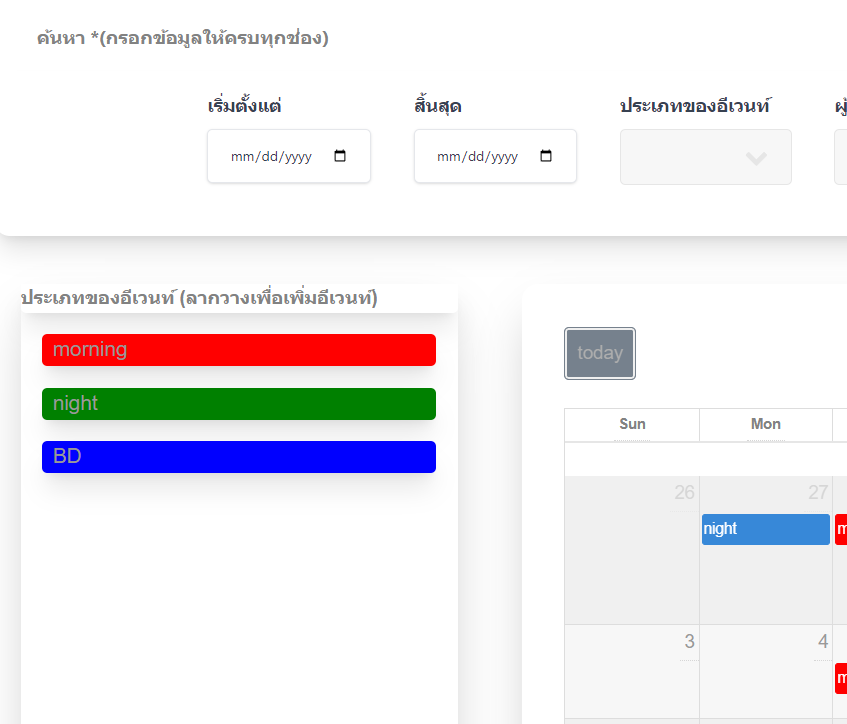 ค้นหา *(กรอกข้อมูลให้ครบทุกช่อง)
เริ่มตั้งแต่ สิ้นสุด ประเภทของอีเวนท์ ผู้
mm/dd/yyyy mm/dd/yyyy
ประเภทของอีเวนท์ (ลากวางเพื่อเพิ่มอีเวนท์)
morning
night
BD
today
Sun Mon
26 27
night m
3 4
m